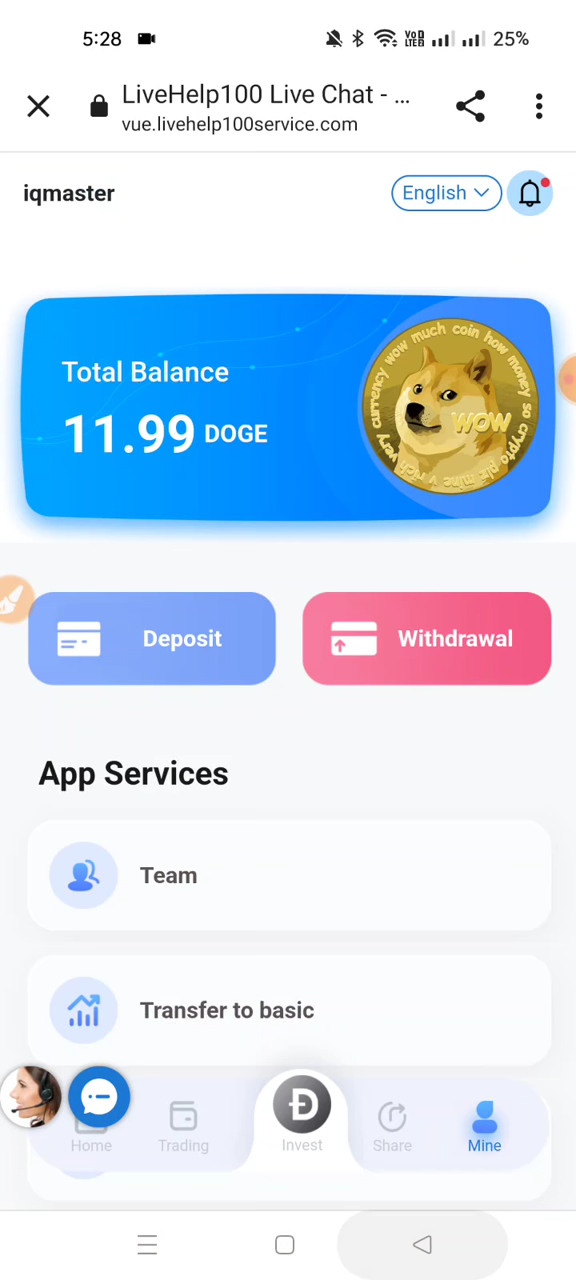 5:28
25%
LiveHelp100 Live Chat - ...
vue.livehelp100service.com
iqmaster
English
Total Balance
11.99 DOGE
WOW
Deposit
Withdrawal
App Services
Team
Transfer to basic
Home
Trading
Invest
Share
Mine